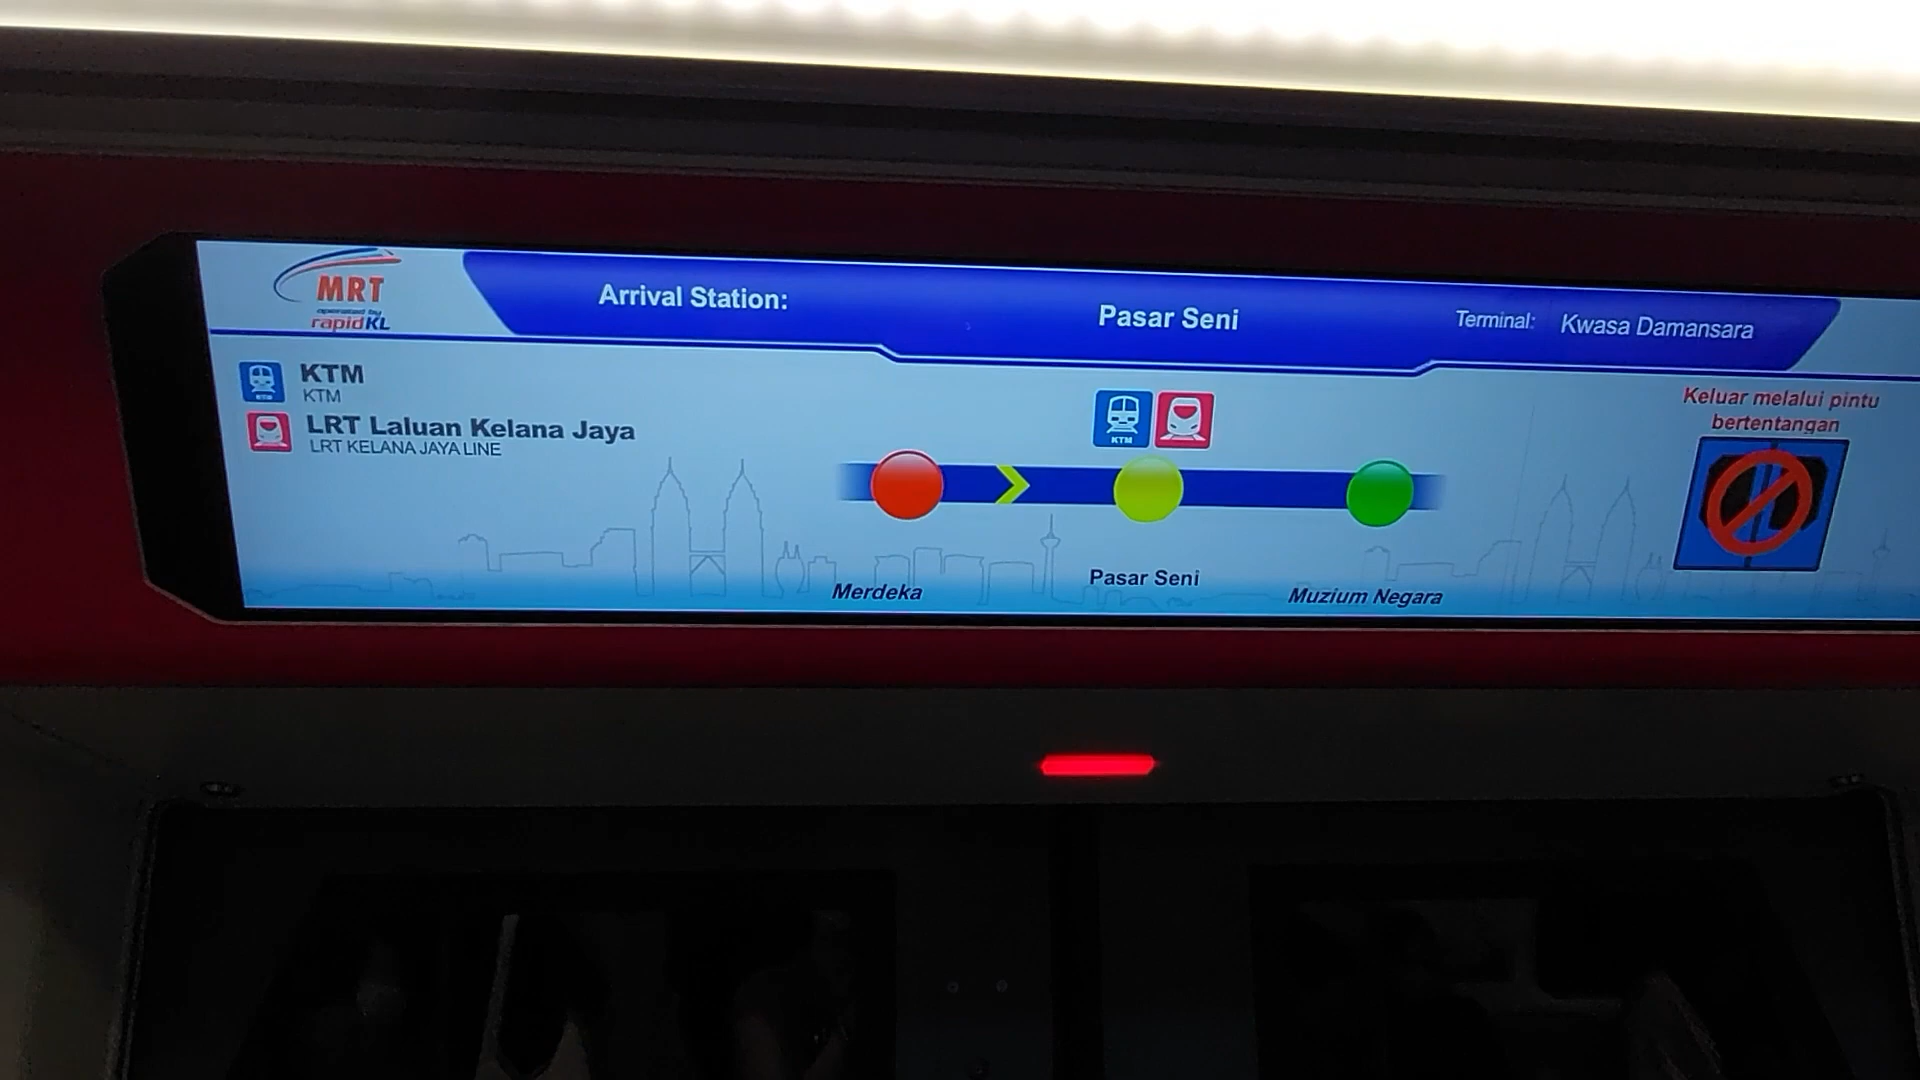 MRT
operated by
rapidKL
Arrival Station:
Pasar Seni
Terminal: Kwasa Damansara
KTM
KTM
LRT Laluan Kelana Jaya
LRT KELANA JAYA LINE
KTM
KTM
Keluar melalui pintu
bertentangan
Merdeka
Pasar Seni
Muzium Negara